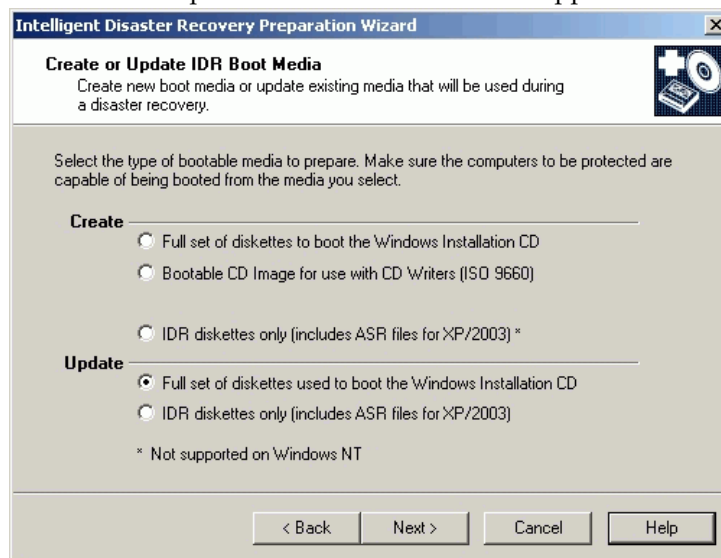 Intelligent Disaster Recovery Preparation Wizard
Create or Update IDR Boot Media
Create new boot media or update existing media that will be used during
a disaster recovery.
Select the type of bootable media to prepare. Make sure the computers to be protected are
capable of being booted from the media you select.
Create
Full set of diskettes to boot the Windows Installation CD
Bootable CD Image for use with CD Writers (ISO 9660)
IDR diskettes only (includes ASR files for XP/2003) *
Update
Full set of diskettes used to boot the Windows Installation CD
IDR diskettes only (includes ASR files for XP/2003)
* Not supported on Windows NT
< Back Next > Cancel Help